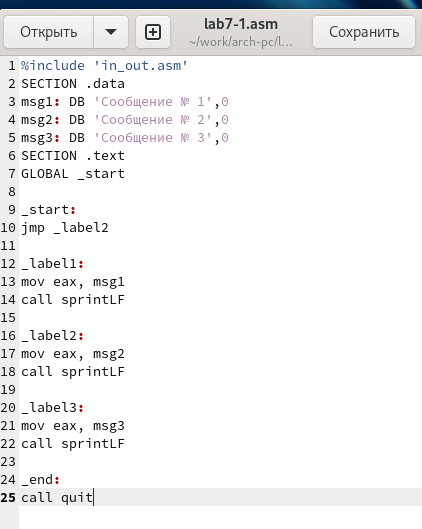 Открыть
lab7-1.asm
~/work/arch-pc/l...
Сохранить
1 %include 'in_out.asm'
2 SECTION .data
3 msg1: DB 'Сообщение № 1',0
4 msg2: DB 'Сообщение № 2',0
5 msg3: DB 'Сообщение № 3',0
6 SECTION .text
7 GLOBAL _start
8
9 _start:
10 jmp _label2
11
12 _label1:
13 mov eax, msg1
14 call sprintLF
15
16 _label2:
17 mov eax, msg2
18 call sprintLF
19
20 _label3:
21 mov eax, msg3
22 call sprintLF
23
24 _end:
25 call quit